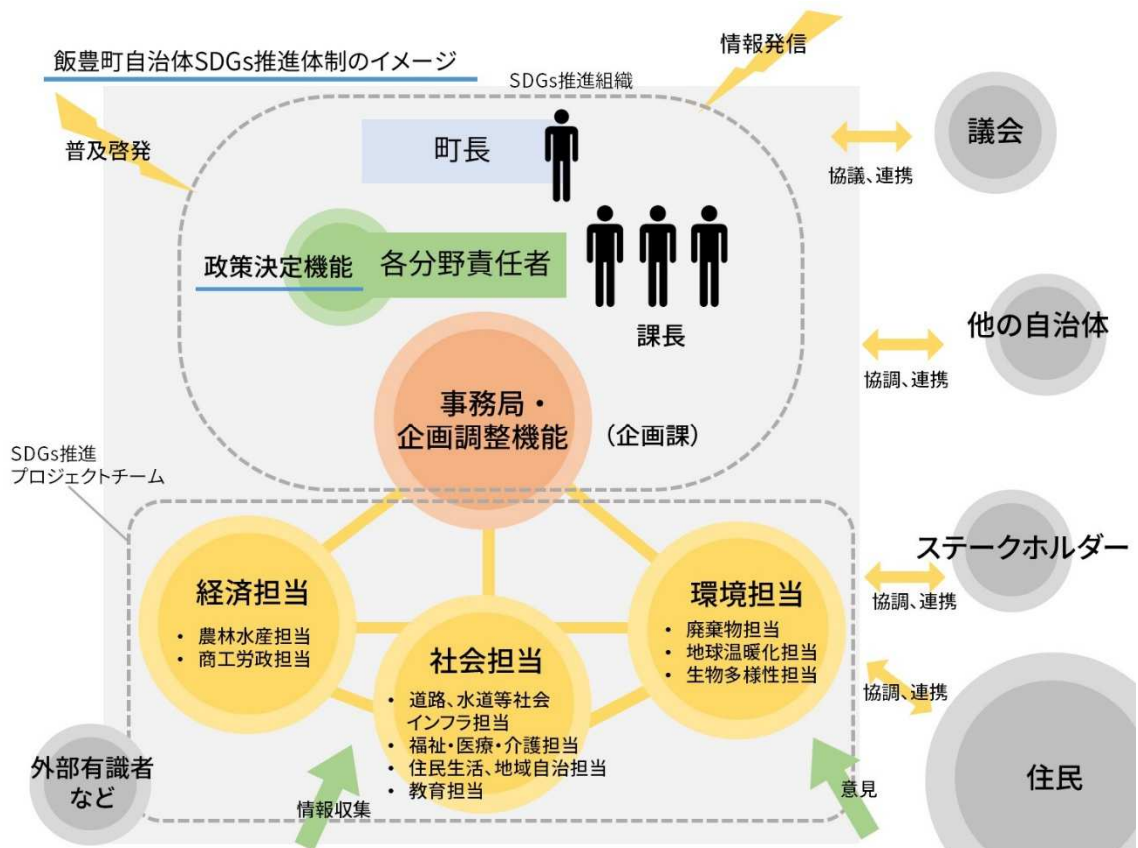 飯豊町自治体SDGs推進体制のイメージ
情報発信
SDGs推進組織
普及啓発
町長
議会
協議、連携
政策決定機能
各分野責任者
課長
他の自治体
協調、連携
事務局・
企画調整機能
（企画課）
SDGs推進
プロジェクトチーム
経済担当
・ 農林水産担当
・ 商工労政担当
社会担当
・ 道路、水道等社会
インフラ担当
・ 福祉・医療・介護担当
・ 住民生活、地域自治担当
・ 教育担当
環境担当
・ 廃棄物担当
・ 地球温暖化担当
・ 生物多様性担当
ステークホルダー
協調、連携
協調、連携
住民
外部有識者
など
情報収集
意見